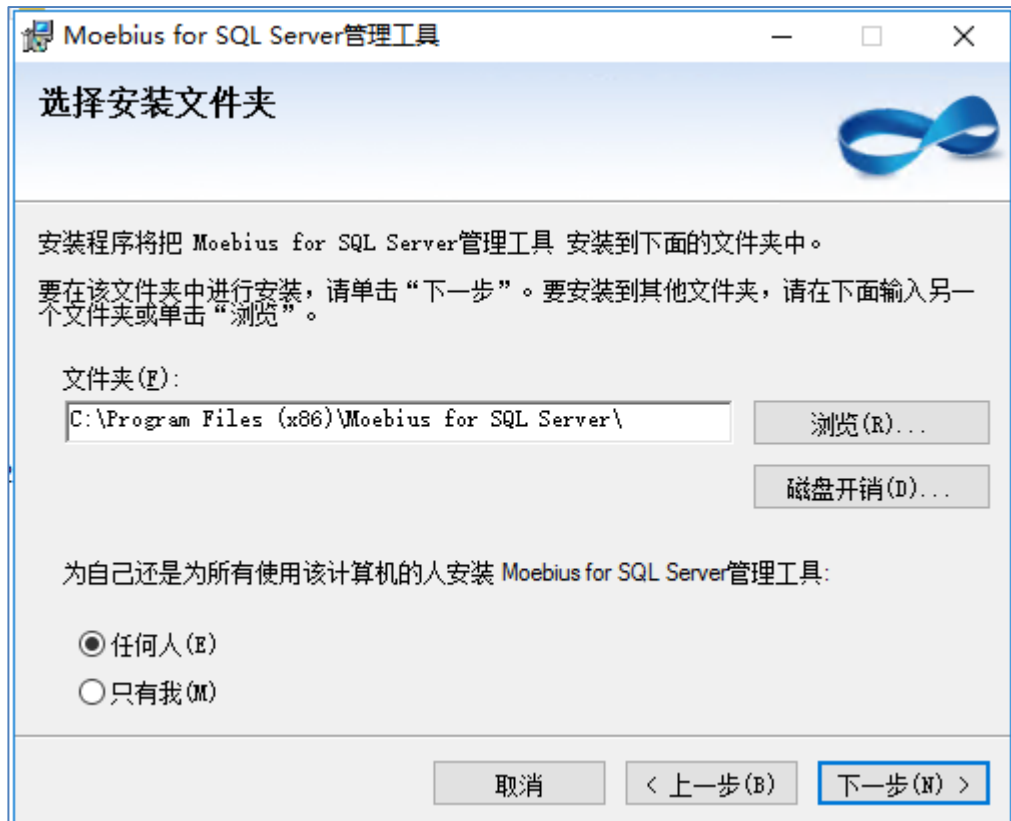 Moebius for SQL Server管理工具
选择安装文件夹
安装程序将把 Moebius for SQL Server管理工具 安装到下面的文件夹中。
要在该文件夹中进行安装，请单击“下一步”。要安装到其他文件夹，请在下面输入另一
个文件夹或单击“浏览”。
文件夹(F):
C:\Program Files (x86)\Moebius for SQL Server\
浏览(R)...
磁盘开销(D)...
为自己还是为所有使用该计算机的人安装 Moebius for SQL Server管理工具:
任何人(E)
只有我(M)
取消
< 上一步(B)
下一步(N) >